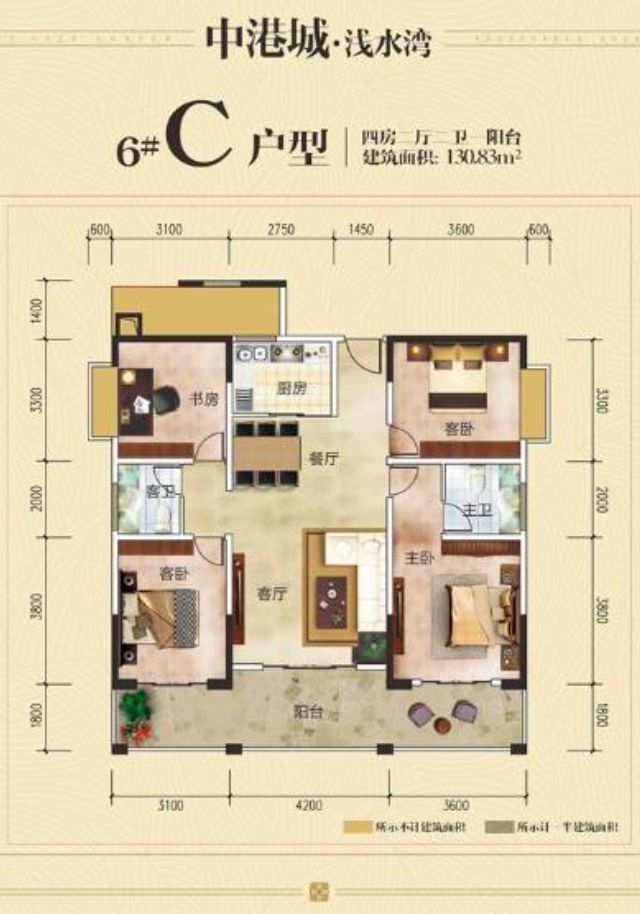 中港城·浅水湾
6# C 户型
四房二厅二卫一阳台
建筑面积: 130.83m²
600 3100 2750 1450 3600 600
1400
3300 3300
书房 厨房 客卧
餐厅
2000 2000
客卫 主卫
主卧
客卧 客厅
3800 3800
阳台
1800 1800
3100 4200 3600
所示不计建筑面积 所示计一半建筑面积